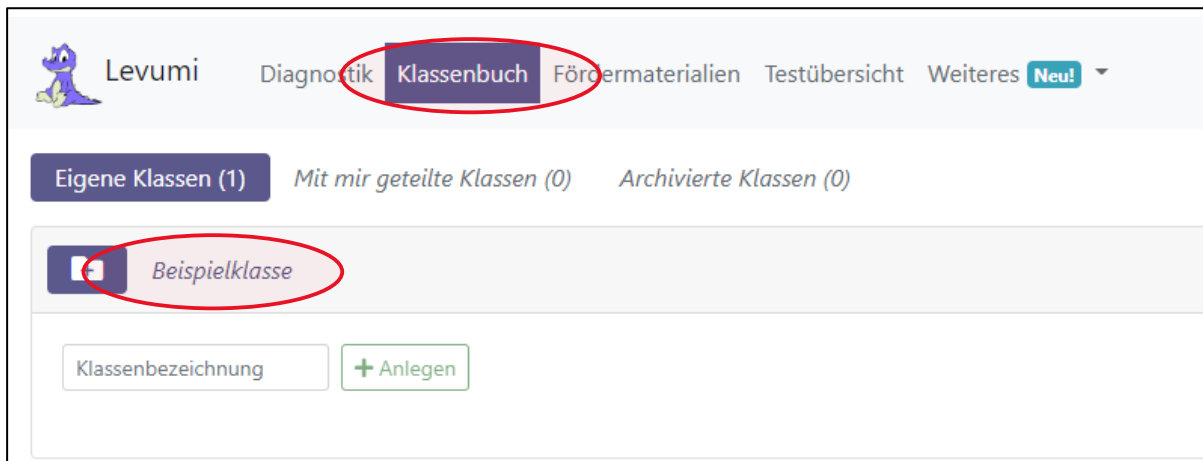 Levumi Diagnostik Klassenbuch Fördermaterialien Testübersicht Weiteres Neu!
Eigene Klassen (1) Mit mir geteilte Klassen (0) Archivierte Klassen (0)
Beispielklasse
Klassenbezeichnung + Anlegen